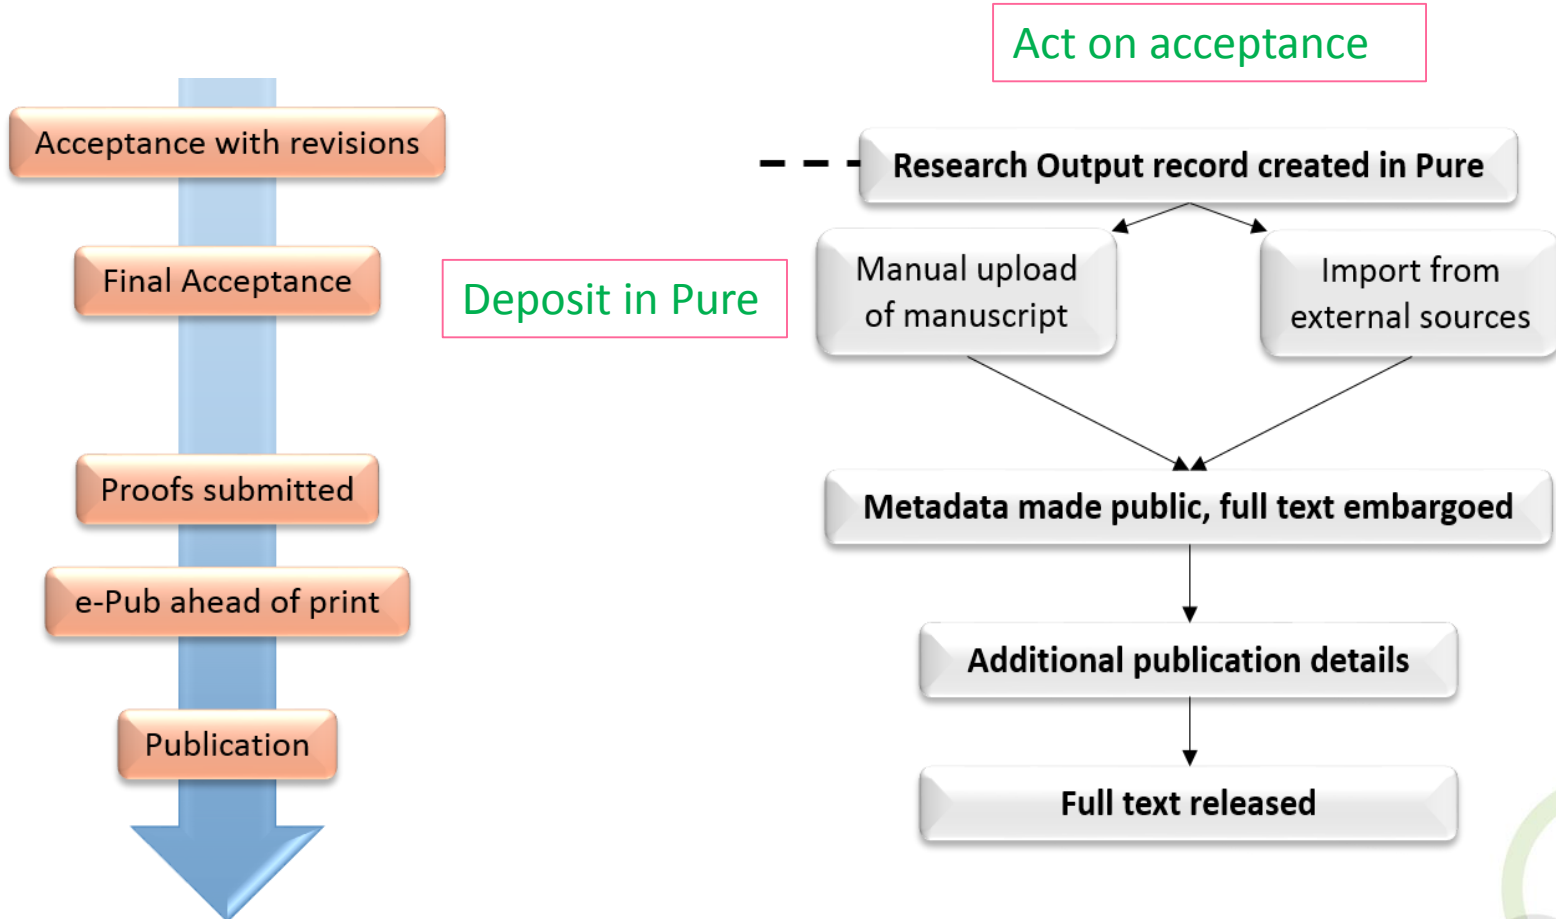 Act on acceptance
Acceptance with revisions
Final Acceptance
Deposit in Pure
Proofs submitted
e-Pub ahead of print
Publication
Research Output record created in Pure
Manual upload
of manuscript
Import from
external sources
Metadata made public, full text embargoed
Additional publication details
Full text released